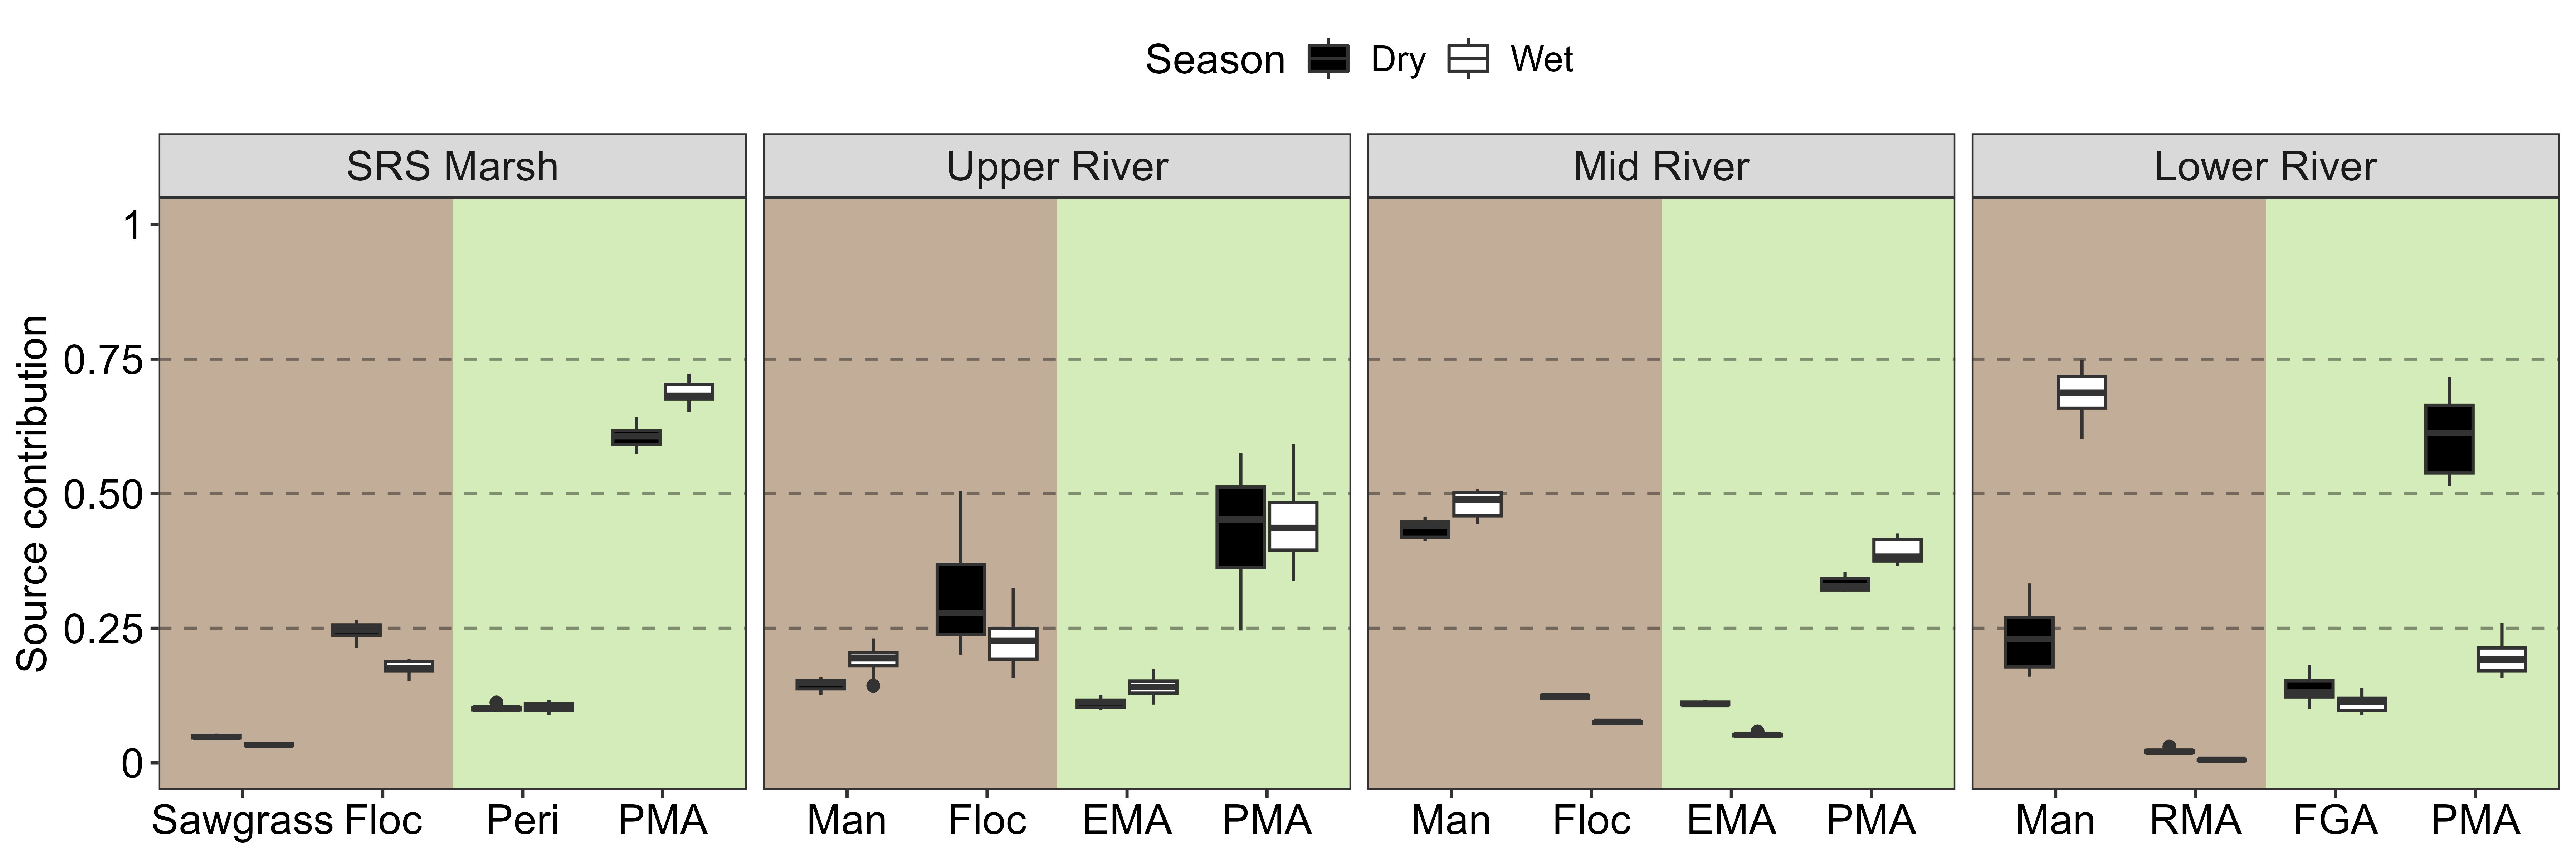 Season Dry Wet
SRS Marsh Upper River Mid River Lower River
Source contribution
1
0.75
0.50
0.25
0
Sawgrass Floc Peri PMA Man Floc EMA PMA Man Floc EMA PMA Man RMA FGA PMA